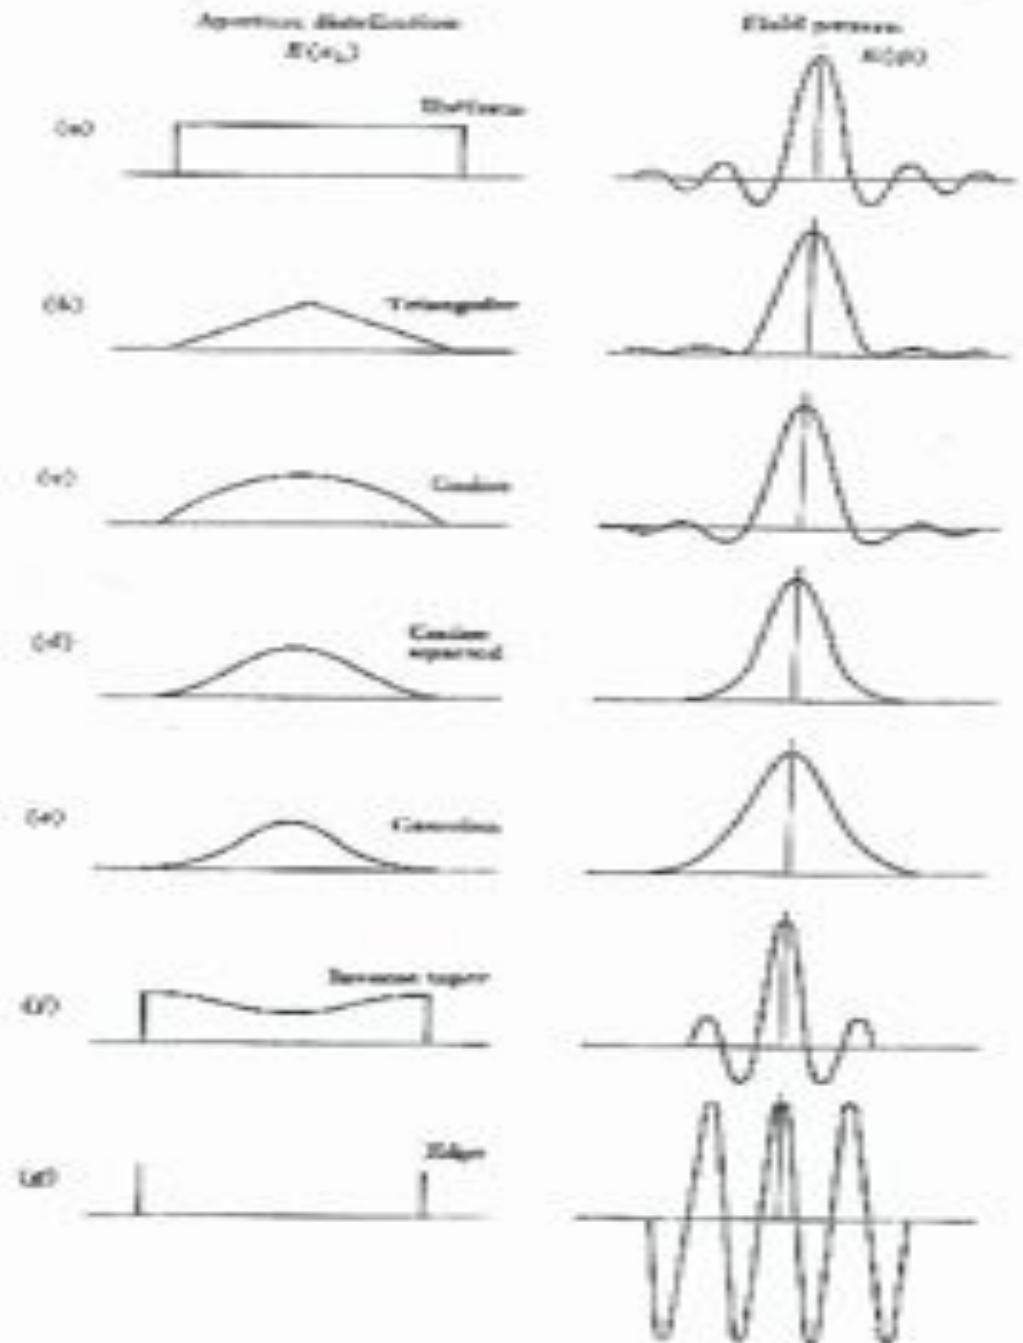 Aperture distribution Field pattern
E(x₁) E(φ)
(a) Uniform
(b) Triangular
(c) Cosine
(d) Cosine
squared
(e) Gaussian
(f) Inverse taper
(g) Edge